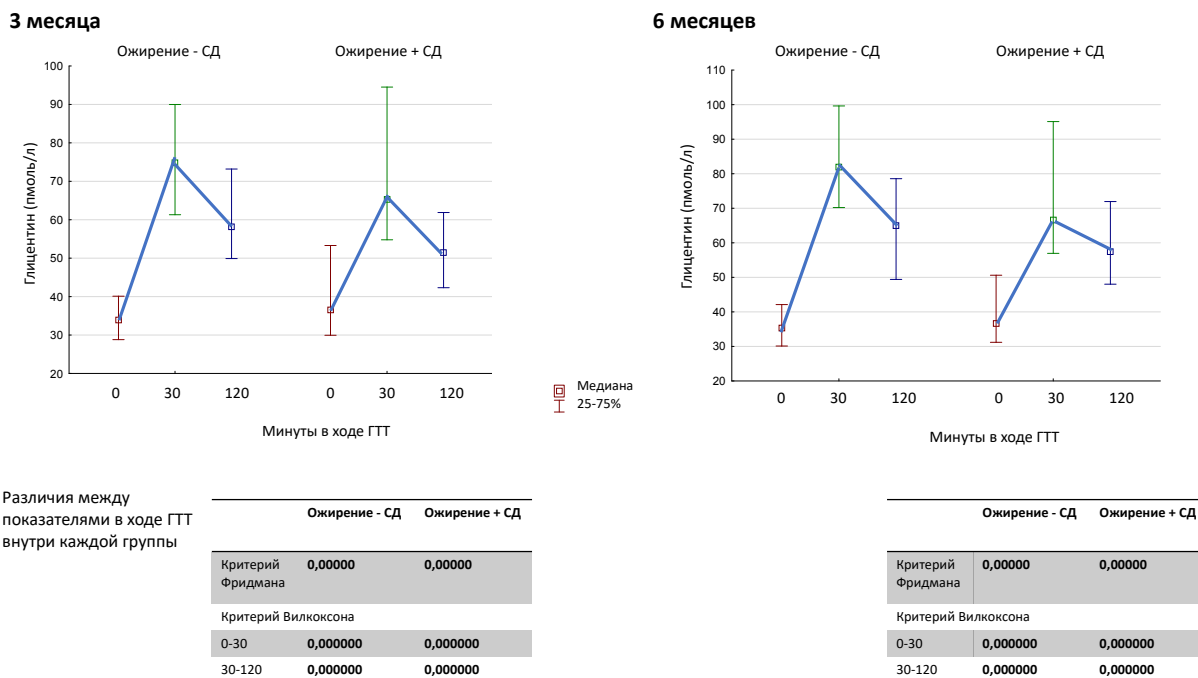 3 месяца
Ожирение - СД
Ожирение + СД
Глицентин (пмоль/л)
100
90
80
70
60
50
40
30
20
0
30
120
0
30
120
Минуты в ходе ГТТ
Медиана
25-75%
6 месяцев
Ожирение - СД
Ожирение + СД
Глицентин (пмоль/л)
110
100
90
80
70
60
50
40
30
20
0
30
120
0
30
120
Минуты в ходе ГТТ
Различия между
показателями в ходе ГТТ
внутри каждой группы
Ожирение - СД Ожирение + СД
Критерий 0,00000 0,00000
Фридмана
Критерий Вилкоксона
0-30 0,000000 0,000000
30-120 0,000000 0,000000
Ожирение - СД Ожирение + СД
Критерий 0,00000 0,00000
Фридмана
Критерий Вилкоксона
0-30 0,000000 0,000000
30-120 0,000000 0,000000